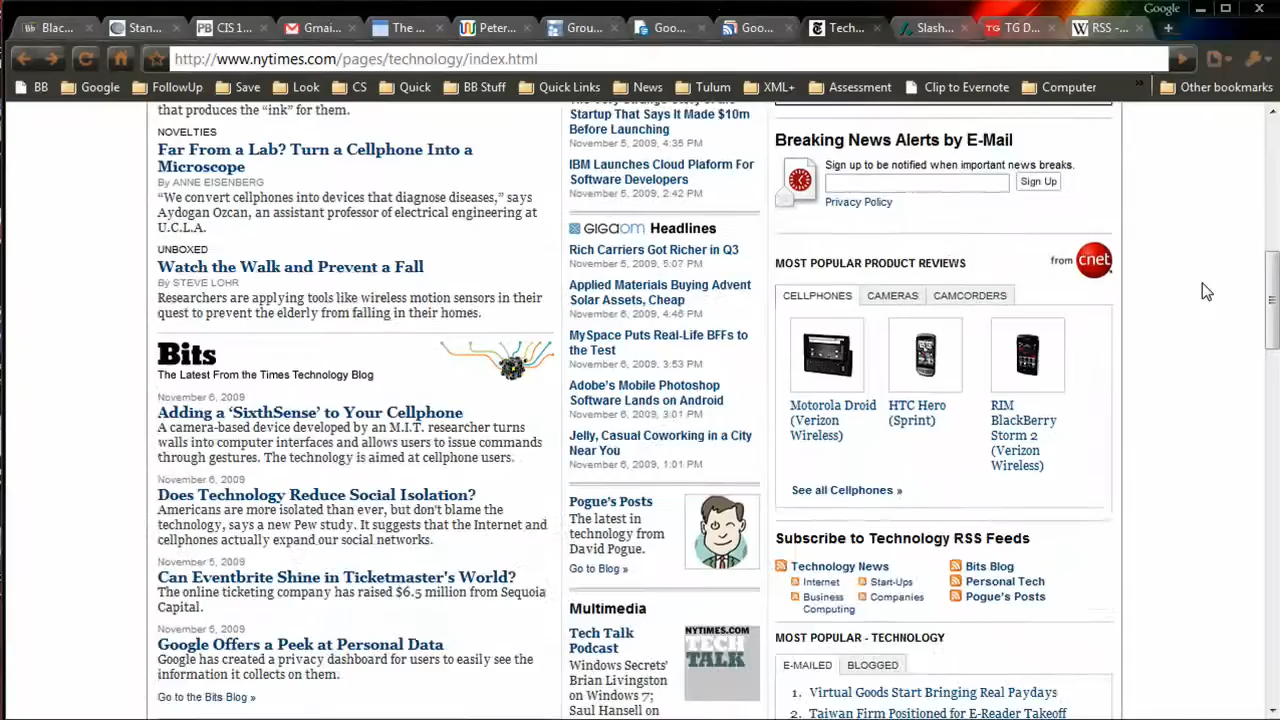 Google
Blac
Stan
PB CIS 1
Gmai
The ...
Peter
Grou
Goo
Goo
Tech
Slash
TG D
W RSS -
http://www.nytimes.com/pages/technology/index.html
BB Google FollowUp Save Look CS Quick BB Stuff Quick Links News Tulum XML+ Assessment Clip to Evernote Computer » Other bookmarks
that produces the “ink” for them.
NOVELTIES
Far From a Lab? Turn a Cellphone Into a
Microscope
By ANNE EISENBERG
“We convert cellphones into devices that diagnose diseases,” says
Aydogan Ozcan, an assistant professor of electrical engineering at
U.C.L.A.
UNBOXED
Watch the Walk and Prevent a Fall
By STEVE LOHR
Researchers are applying tools like wireless motion sensors in their
quest to prevent the elderly from falling in their homes.
Bits
The Latest From the Times Technology Blog
November 6, 2009
Adding a ‘SixthSense’ to Your Cellphone
A camera-based device developed by an M.I.T. researcher turns
walls into computer interfaces and allows users to issue commands
through gestures. The technology is aimed at cellphone users.
November 6, 2009
Does Technology Reduce Social Isolation?
Americans are more isolated than ever, but don't blame the
technology, says a new Pew study. It suggests that the Internet and
cellphones actually expand our social networks.
November 6, 2009
Can Eventbrite Shine in Ticketmaster's World?
The online ticketing company has raised $6.5 million from Sequoia
Capital.
November 5, 2009
Google Offers a Peek at Personal Data
Google has created a privacy dashboard for users to easily see the
information it collects on them.
Go to the Bits Blog »
The Very Strange Story of the
Startup That Says It Made $10m
Before Launching
November 5, 2009, 4:35 PM
IBM Launches Cloud Plaform For
Software Developers
November 5, 2009, 2:42 PM
GIGAOM Headlines
Rich Carriers Got Richer in Q3
November 5, 2009, 5:07 PM
Applied Materials Buying Advent
Solar Assets, Cheap
November 6, 2009, 4:46 PM
MySpace Puts Real-Life BFFs to
the Test
November 6, 2009, 3:53 PM
Adobe's Mobile Photoshop
Software Lands on Android
November 6, 2009, 3:01 PM
Jelly, Casual Coworking in a City
Near You
November 6, 2009, 1:01 PM
Pogue's Posts
The latest in
technology from
David Pogue.
Go to Blog »
Multimedia
Tech Talk
Podcast
Windows Secrets'
Brian Livingston
on Windows 7;
Saul Hansell on
NYTIMES.COM
TECH
TALK
Breaking News Alerts by E-Mail
Sign up to be notified when important news breaks.
Sign Up
Privacy Policy
MOST POPULAR PRODUCT REVIEWS
from cnet
CELLPHONES CAMERAS CAMCORDERS
Motorola Droid
(Verizon
Wireless)
HTC Hero
(Sprint)
RIM
BlackBerry
Storm 2
(Verizon
Wireless)
See all Cellphones »
Subscribe to Technology RSS Feeds
Technology News
Internet Start-Ups
Business Companies
Computing
Bits Blog
Personal Tech
Pogue's Posts
MOST POPULAR - TECHNOLOGY
E-MAILED BLOGGED
1. Virtual Goods Start Bringing Real Paydays
2. Taiwan Firm Positioned for E-Reader Takeoff